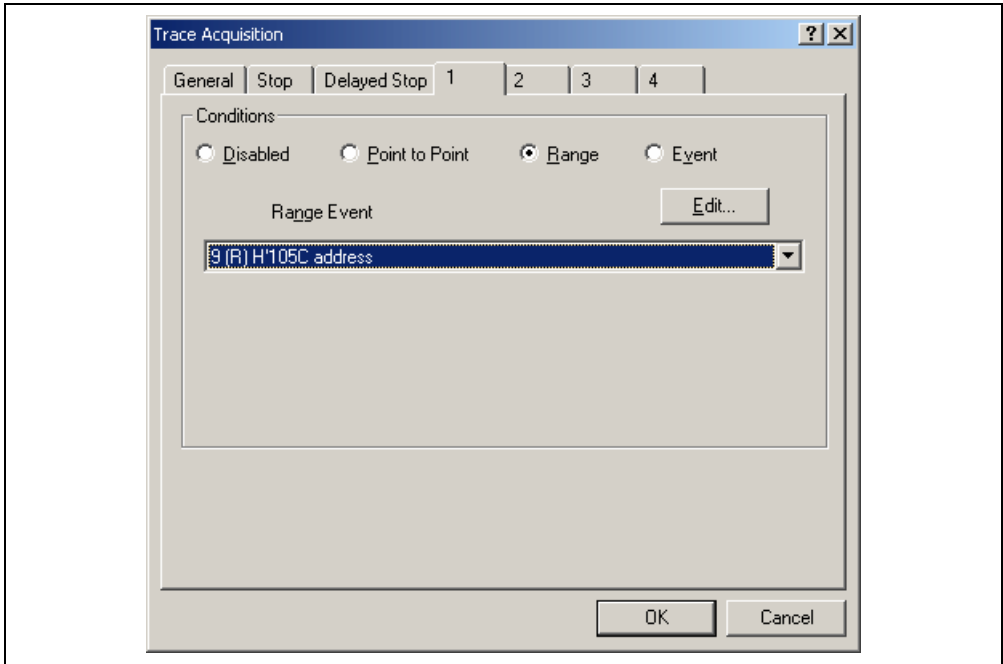 Trace Acquisition
General Stop Delayed Stop 1 2 3 4
Conditions
Disabled Point to Point Range Event
Range Event Edit...
9 (R) H'105C address
OK Cancel